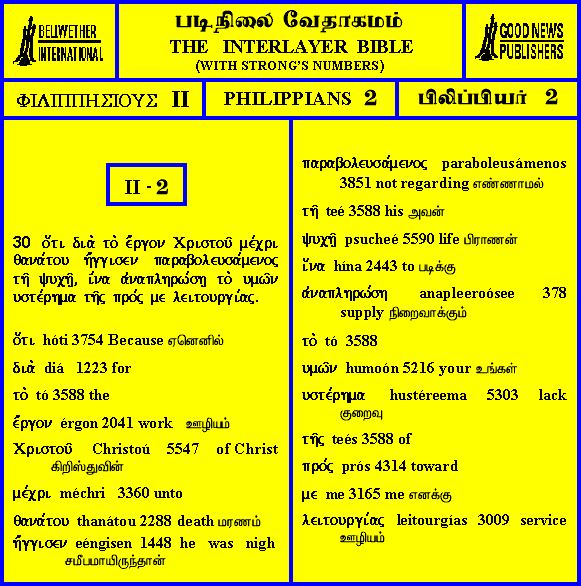 BELLWETHER
INTERNATIONAL
படிநிலை வேதாகமம்
THE INTERLAYER BIBLE
(WITH STRONG'S NUMBERS)
GOOD NEWS
PUBLISHERS
ΦΙΛΙΠΠΗΣΙΟΥΣ II
PHILIPPIANS 2
பிலிப்பியர் 2
II - 2
30 ὅτι διὰ τὸ ἔργον Χριστοῦ μέχρι
θανάτου ἤγγισεν παραβολευσάμενος
τῇ ψυχῇ, ἵνα ἀναπληρώσῃ τὸ υμῶν
υστέρημα τῆς πρός με λειτουργίας.
ὅτι hóti 3754 Because ஏனெனில்
διὰ diá 1223 for
τὸ tó 3588 the
ἔργον érgon 2041 work ஊழியம்
Χριστοῦ Christoú 5547 of Christ
கிறிஸ்துவின்
μέχρι méchri 3360 unto
θανάτου thanátou 2288 death மரணம்
ἤγγισεν eéngisen 1448 he was nigh
சமீபமாயிருந்தான்
παραβολευσάμενος paraboleusámenos
3851 not regarding எண்ணாமல்
τῇ teé 3588 his அவன்
ψυχῇ psucheé 5590 life பிராணன்
ἵνα hína 2443 to படிக்கு
ἀναπληρώσῃ anapleeroósee 378
supply நிறைவாக்கும்
τὸ tó 3588
υμῶν humoón 5216 your உங்கள்
υστέρημα hustéreema 5303 lack
குறைவு
τῆς teés 3588 of
πρός prós 4314 toward
με me 3165 me எனக்கு
λειτουργίας leitourgías 3009 service
ஊழியம்